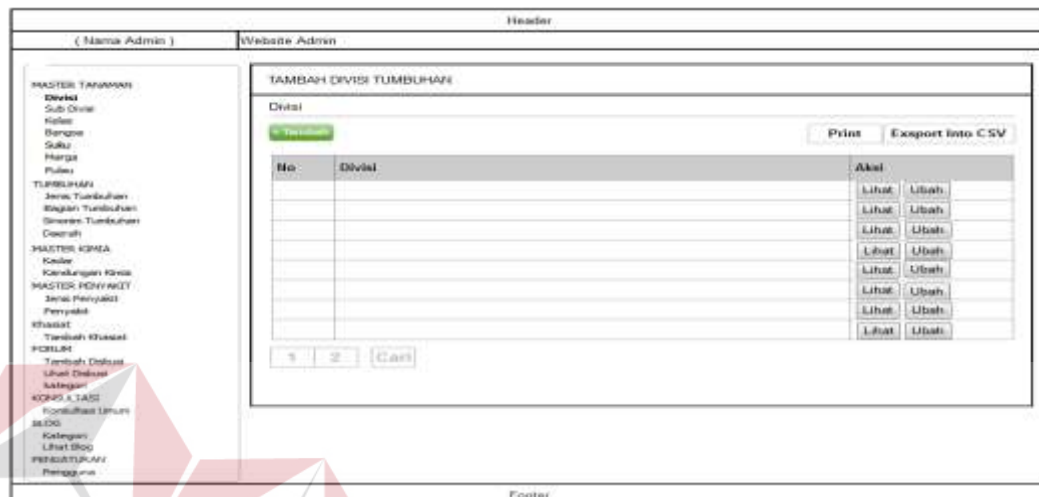 Header
( Nama Admin )
Website Admin
MASTER TANAMAN
Divisi
Sub Divisi
Kelas
Bangsa
Suku
Marga
Pulau
TUMBUHAN
Jenis Tumbuhan
Bagian Tumbuhan
Sinonim Tumbuhan
Daerah
MASTER KIMIA
Kadar
Kandungan Kimia
MASTER PENYAKIT
Jenis Penyakit
Penyakit
Khasiat
Tambah Khasiat
FORUM
Tambah Diskusi
Lihat Diskusi
kategori
KONSULTASI
Konsultasi Umum
BLOG
Kategori
Lihat Blog
PENGATURAN
Pengguna
TAMBAH DIVISI TUMBUHAN
Divisi
+ Tambah
Print Exsport Into CSV
No Divisi Aksi
Lihat Ubah
Lihat Ubah
Lihat Ubah
Lihat Ubah
Lihat Ubah
Lihat Ubah
Lihat Ubah
Lihat Ubah
1 2 Cari
Footer